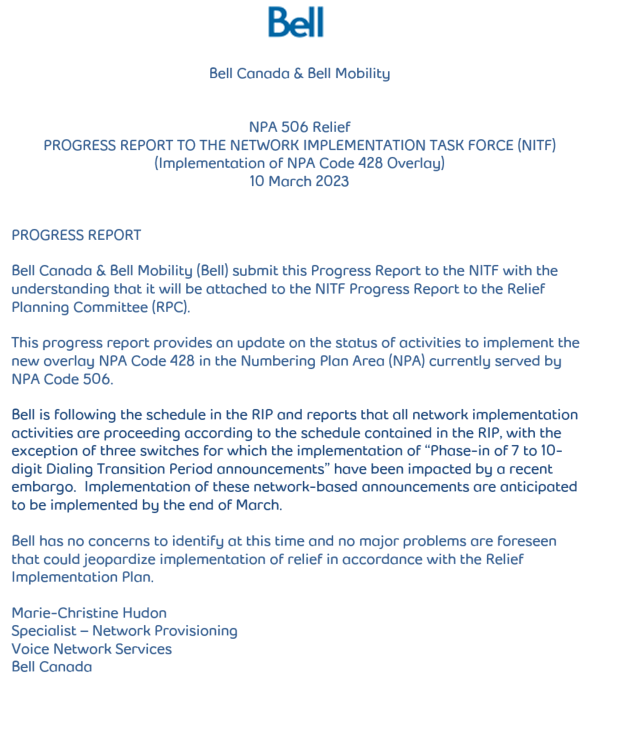 Bell
Bell Canada & Bell Mobility
NPA 506 Relief
PROGRESS REPORT TO THE NETWORK IMPLEMENTATION TASK FORCE (NITF)
(Implementation of NPA Code 428 Overlay)
10 March 2023
PROGRESS REPORT
Bell Canada & Bell Mobility (Bell) submit this Progress Report to the NITF with the
understanding that it will be attached to the NITF Progress Report to the Relief
Planning Committee (RPC).
This progress report provides an update on the status of activities to implement the
new overlay NPA Code 428 in the Numbering Plan Area (NPA) currently served by
NPA Code 506.
Bell is following the schedule in the RIP and reports that all network implementation
activities are proceeding according to the schedule contained in the RIP, with the
exception of three switches for which the implementation of “Phase-in of 7 to 10-
digit Dialing Transition Period announcements” have been impacted by a recent
embargo.  Implementation of these network-based announcements are anticipated
to be implemented by the end of March.
Bell has no concerns to identify at this time and no major problems are foreseen
that could jeopardize implementation of relief in accordance with the Relief
Implementation Plan.
Marie-Christine Hudon
Specialist – Network Provisioning
Voice Network Services
Bell Canada